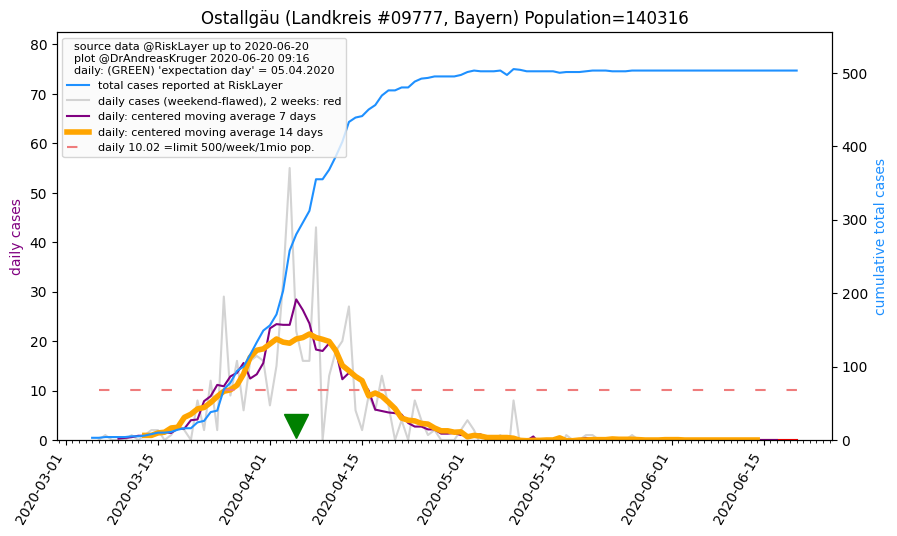 Ostallgäu (Landkreis #09777, Bayern) Population=140316
source data @RiskLayer up to 2020-06-20
plot @DrAndreasKruger 2020-06-20 09:16
daily: (GREEN) 'expectation day' = 05.04.2020
total cases reported at RiskLayer
daily cases (weekend-flawed), 2 weeks: red
daily: centered moving average 7 days
daily: centered moving average 14 days
daily 10.02 =limit 500/week/1mio pop.
daily cases
80
70
60
50
40
30
20
10
0
cumulative total cases
500
400
300
200
100
0
2020-03-01
2020-03-15
2020-04-01
2020-04-15
2020-05-01
2020-05-15
2020-06-01
2020-06-15